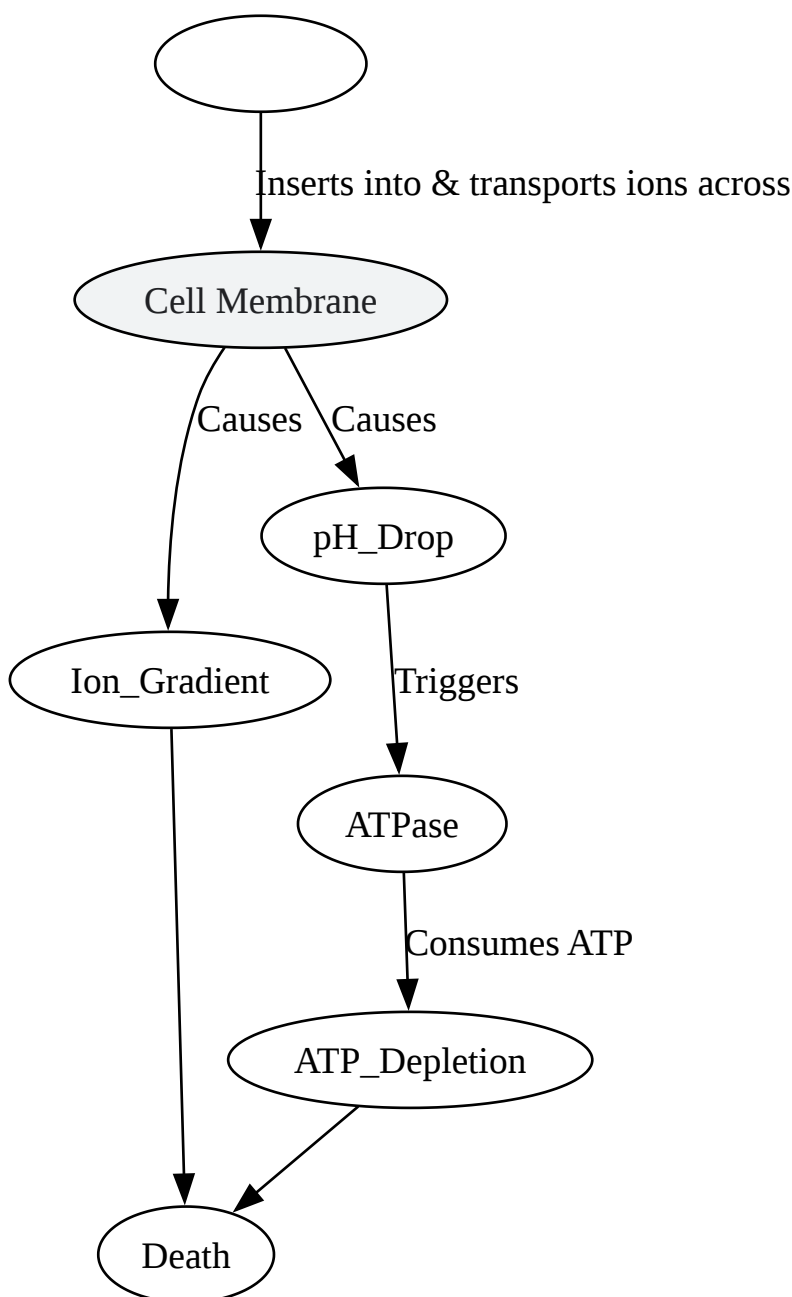 Inserts into & transports ions across
Cell Membrane
Causes
Causes
pH_Drop
Ion_Gradient
Triggers
ATPase
Consumes ATP
ATP_Depletion
Death